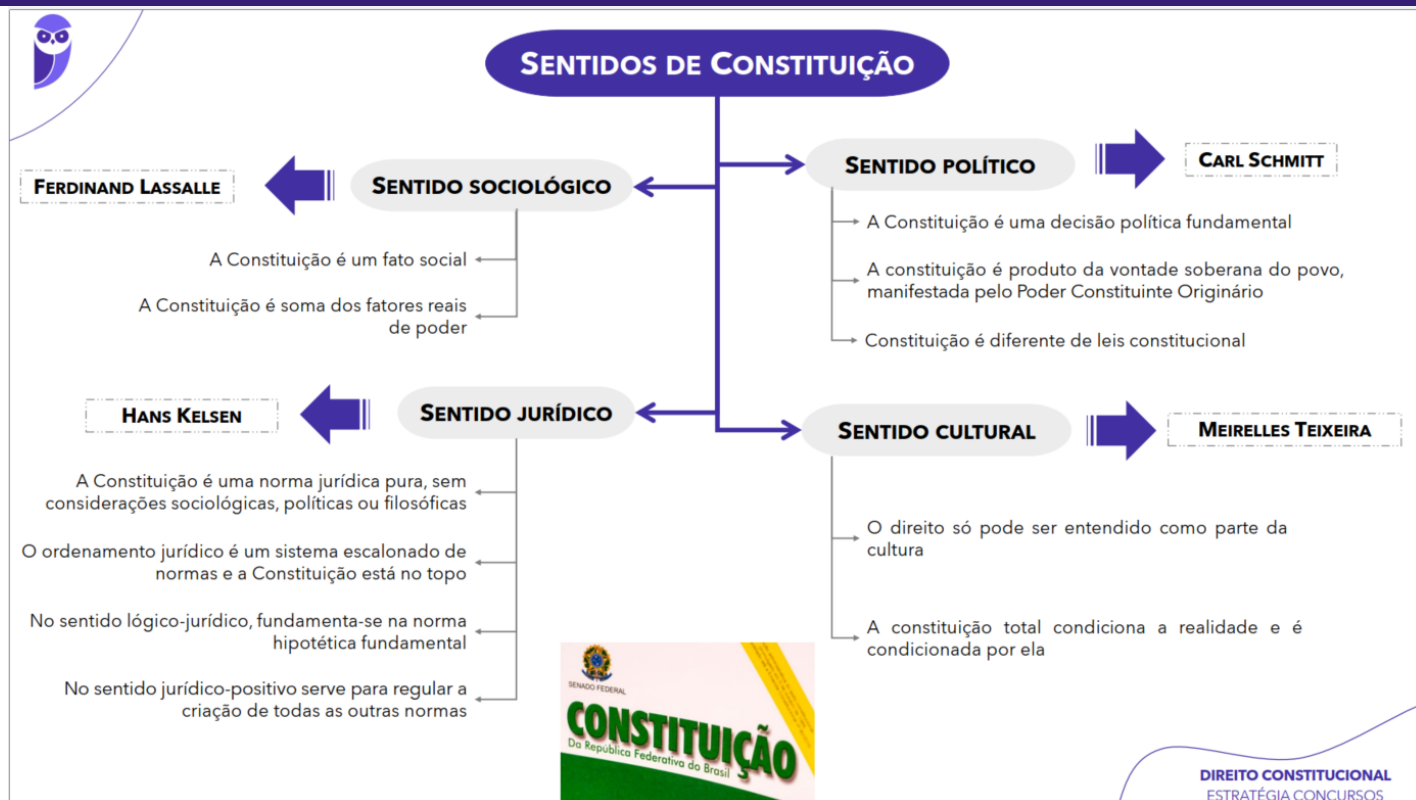 SENTIDOS DE CONSTITUIÇÃO
FERDINAND LASSALLE
SENTIDO SOCIOLÓGICO
A Constituição é um fato social
A Constituição é soma dos fatores reais
de poder
SENTIDO POLÍTICO
CARL SCHMITT
A Constituição é uma decisão política fundamental
A constituição é produto da vontade soberana do povo,
manifestada pelo Poder Constituinte Originário
Constituição é diferente de leis constitucional
HANS KELSEN
SENTIDO JURÍDICO
A Constituição é uma norma jurídica pura, sem
considerações sociológicas, políticas ou filosóficas
O ordenamento jurídico é um sistema escalonado de
normas e a Constituição está no topo
No sentido lógico-jurídico, fundamenta-se na norma
hipotética fundamental
No sentido jurídico-positivo serve para regular a
criação de todas as outras normas
SENTIDO CULTURAL
MEIRELLES TEIXEIRA
O direito só pode ser entendido como parte da
cultura
A constituição total condiciona a realidade e é
condicionada por ela
SENADO FEDERAL
CONSTITUIÇÃO
Da República Federativa do Brasil
DIREITO CONSTITUCIONAL
ESTRATÉGIA CONCURSOS